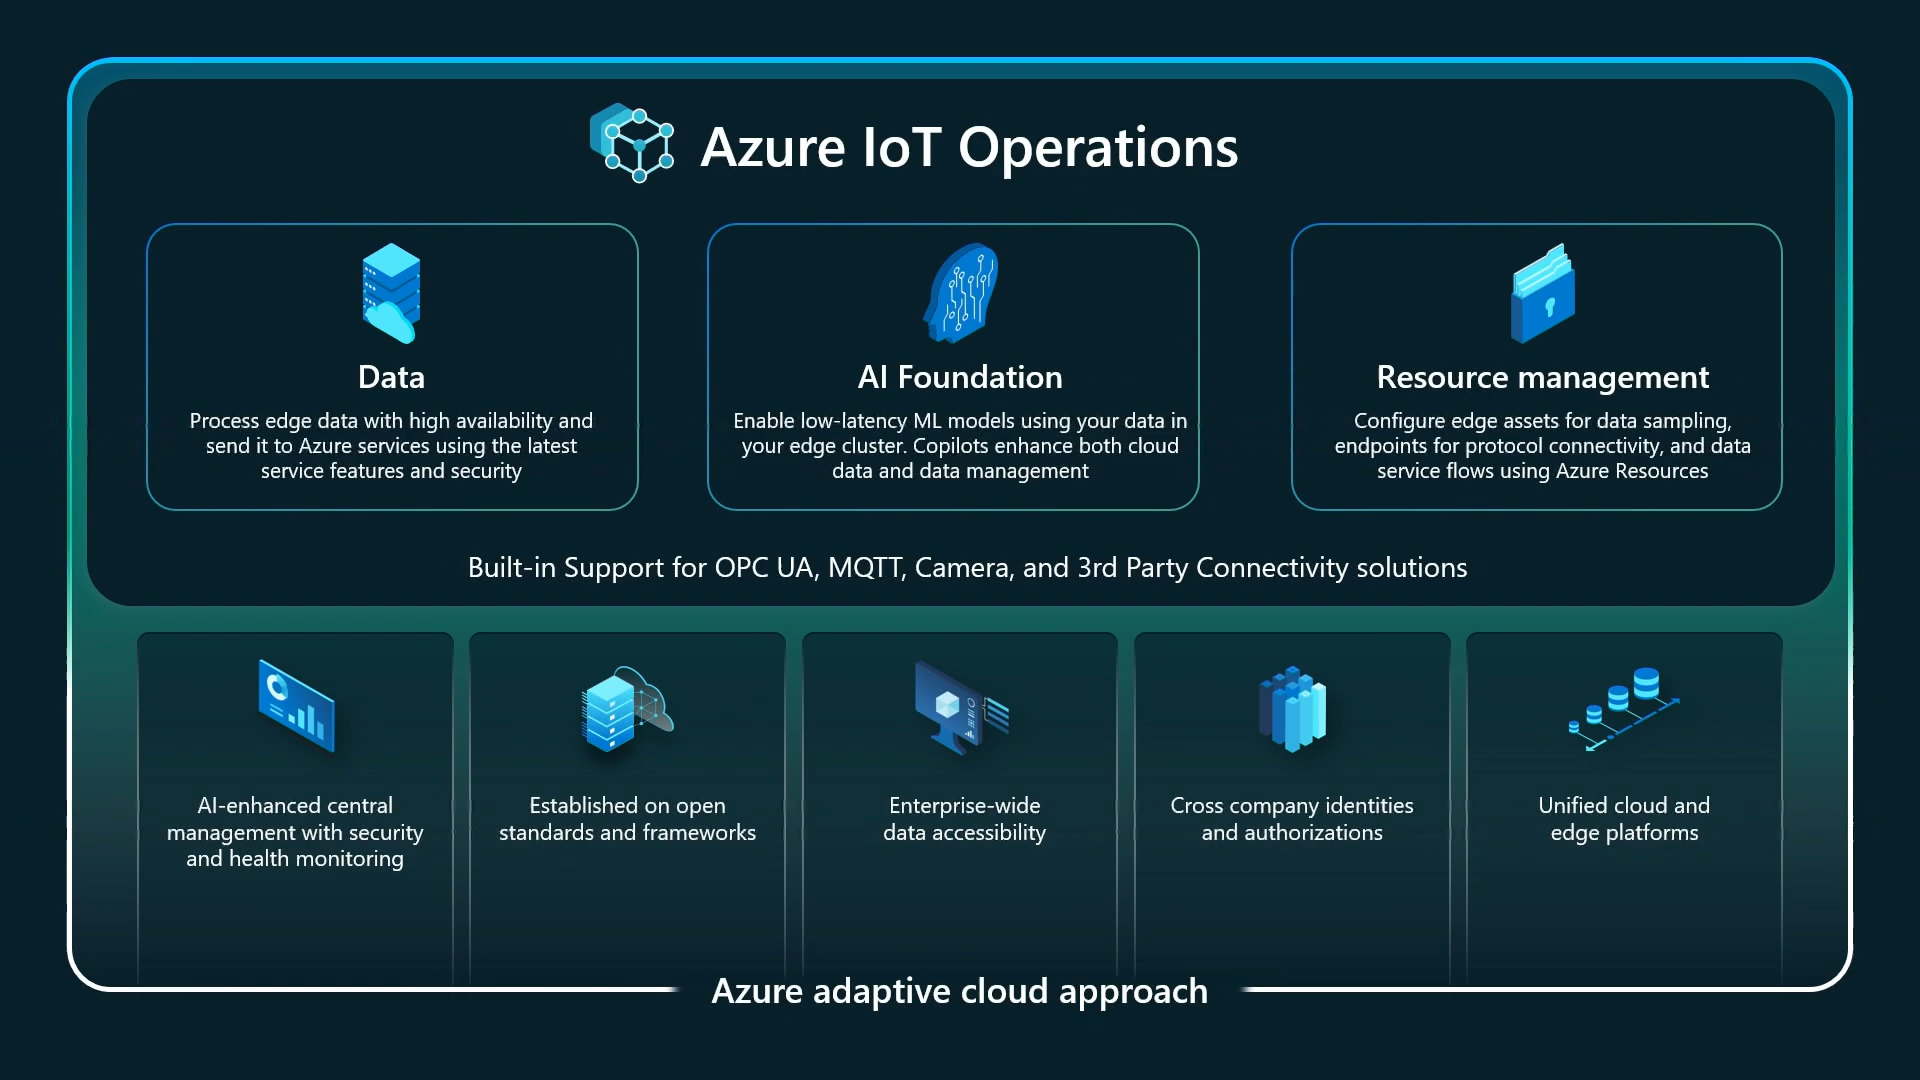 Azure IoT Operations
Data
Process edge data with high availability and
send it to Azure services using the latest
service features and security
AI Foundation
Enable low-latency ML models using your data in
your edge cluster. Copilots enhance both cloud
data and data management
Resource management
Configure edge assets for data sampling,
endpoints for protocol connectivity, and data
service flows using Azure Resources
Built-in Support for OPC UA, MQTT, Camera, and 3rd Party Connectivity solutions
AI-enhanced central
management with security
and health monitoring
Established on open
standards and frameworks
Enterprise-wide
data accessibility
Cross company identities
and authorizations
Unified cloud and
edge platforms
Azure adaptive cloud approach